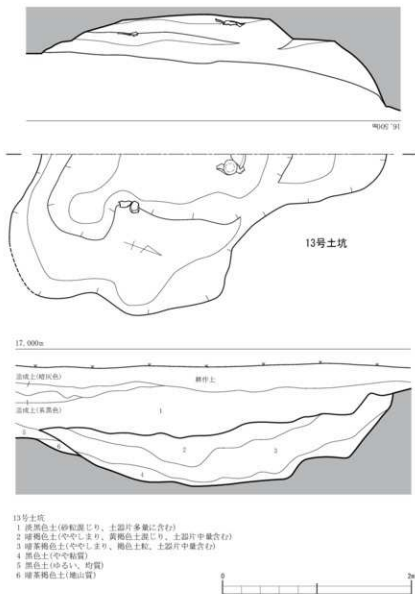 16.500m
13号土坑
17.000m
造成土(暗灰色)
耕作土
造成土(真黒色)
1
2
3
4
5
6
13号土坑
1 淡黒色土(砂粒混じり、土器片多量に含む)
2 暗褐色土(ややしまり、黄褐色土混じり、土器片中量含む)
3 暗茶褐色土(ややしまり、褐色土粒、土器片中量含む)
4 黒色土(やや粘質)
5 黒色土(ゆるい、均質)
6 暗茶褐色土(地山質)
0
2m